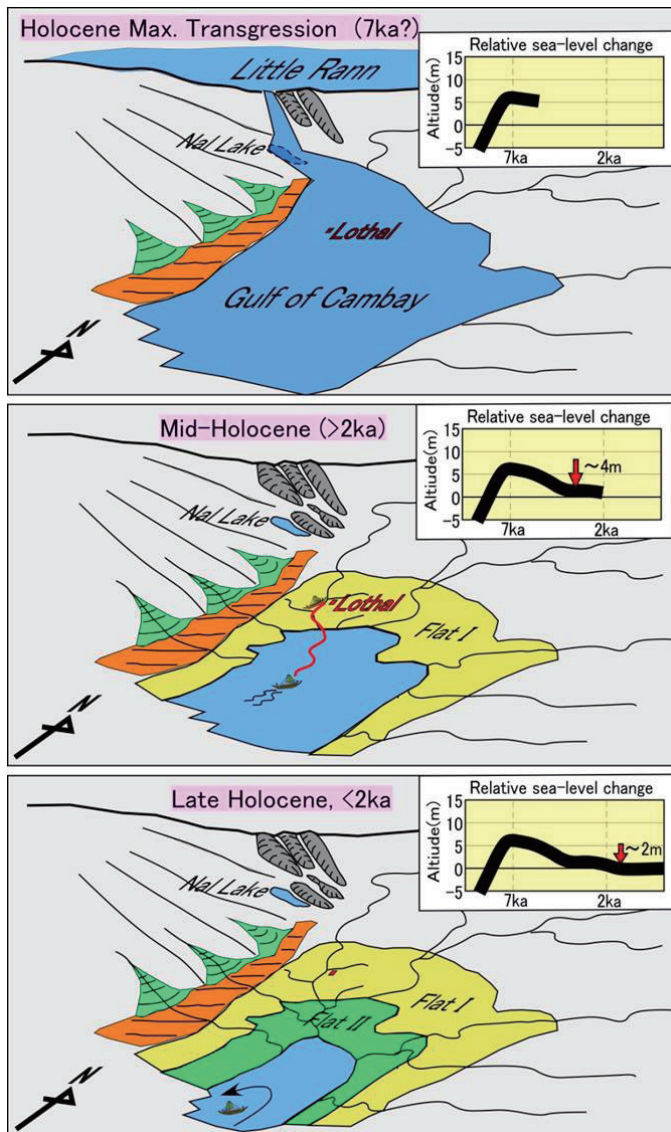 Holocene Max. Transgression (7ka?)
Relative sea-level change
Altiude(m)
15
10
5
0
-5
7ka
2ka
Little Rann
Nal Lake
Lothal
Gulf of Cambay
N
Mid-Holocene (>2ka)
Relative sea-level change
Altiude(m)
15
10
5
0
-5
~4m
7ka
2ka
Nal Lake
Lothal
Flat I
N
Late Holocene, <2ka
Relative sea-level change
Altiude(m)
15
10
5
0
-5
~2m
7ka
2ka
Nal Lake
Flat I
Flat II
N